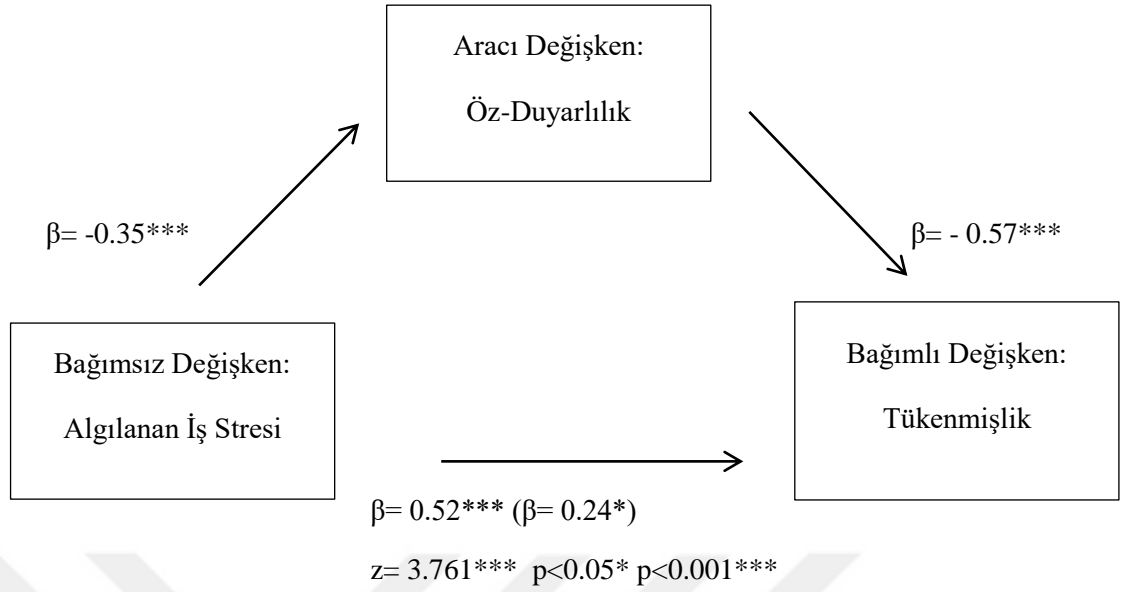 Aracı Değişken:
Öz-Duyarlılık
β= -0.35***
β= - 0.57***
Bağımsız Değişken:
Algılanan İş Stresi
Bağımlı Değişken:
Tükenmişlik
β= 0.52*** (β= 0.24*)
z= 3.761*** p<0.05* p<0.001***